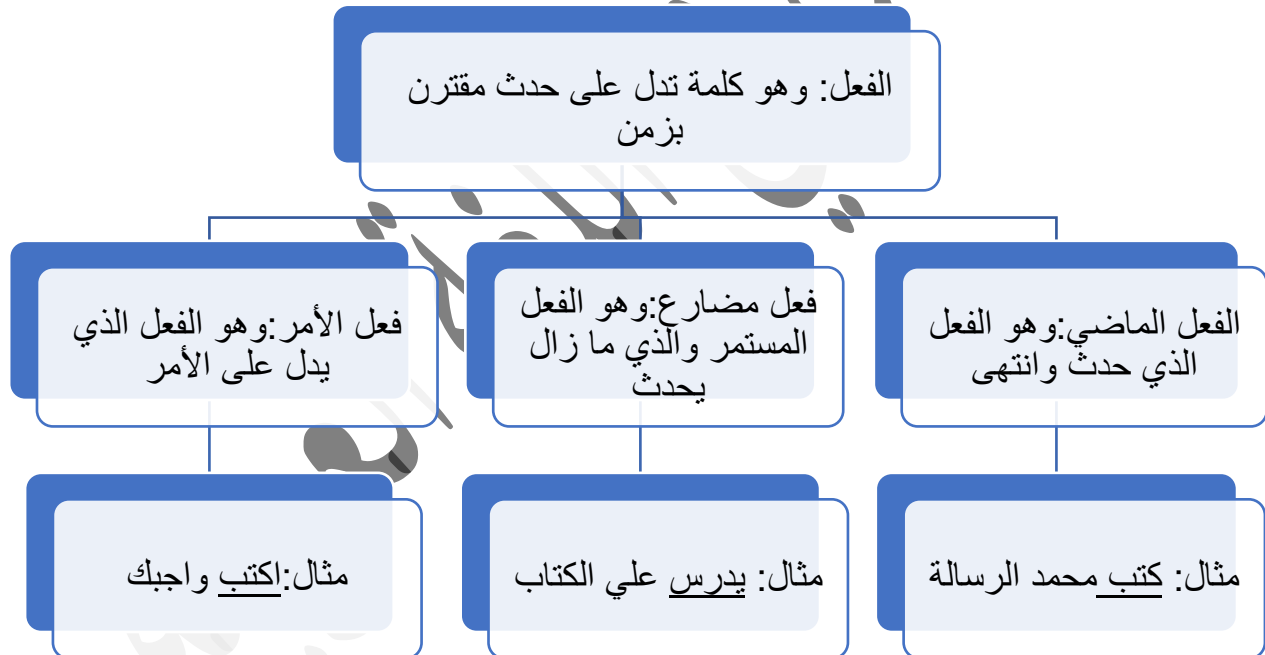 الفعل: وهو كلمة تدل على حدث مقترن
بزمن
الفعل الماضي:وهو الفعل
الذي حدث وانتهى
فعل مضارع:وهو الفعل
المستمر والذي ما زال
يحدث
فعل الأمر:وهو الفعل الذي
يدل على الأمر
مثال: كتب محمد الرسالة
مثال: يدرس علي الكتاب
مثال:اكتب واجبك